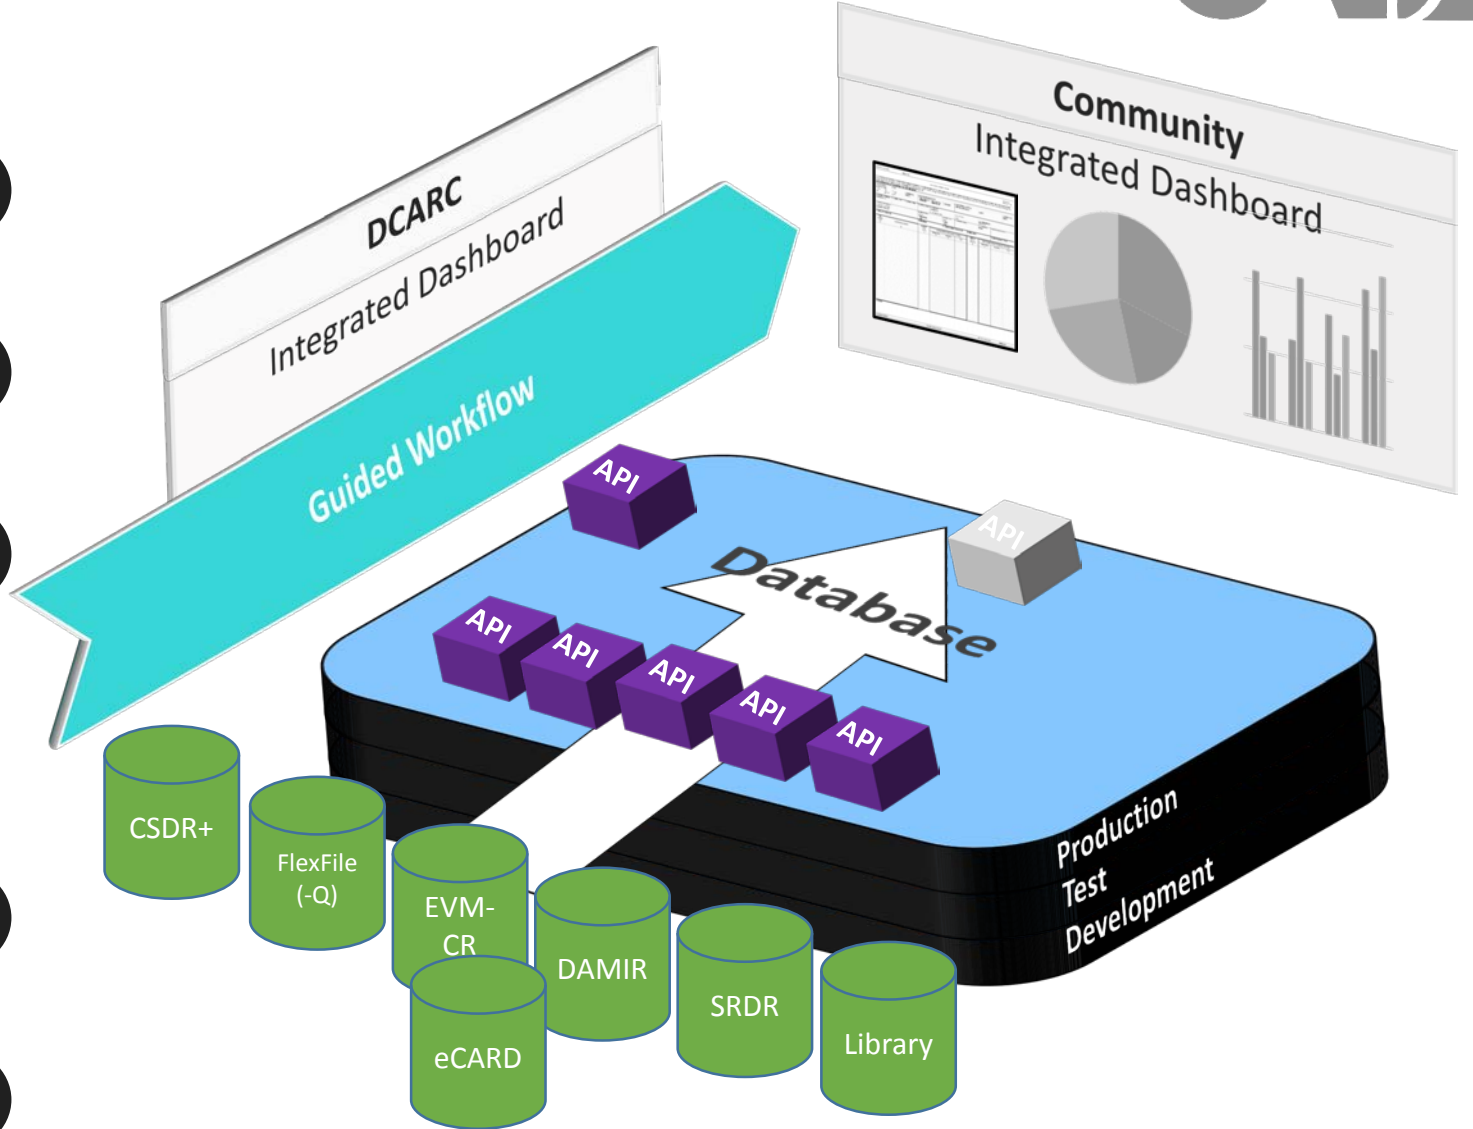 DCARC
Integrated Dashboard
Guided Workflow
Community
Integrated Dashboard
API
API
Database
API
API
API
API
API
Production
Test
Development
CSDR+
FlexFile
(-Q)
EVM-
CR
DAMIR
SRDR
Library
eCARD